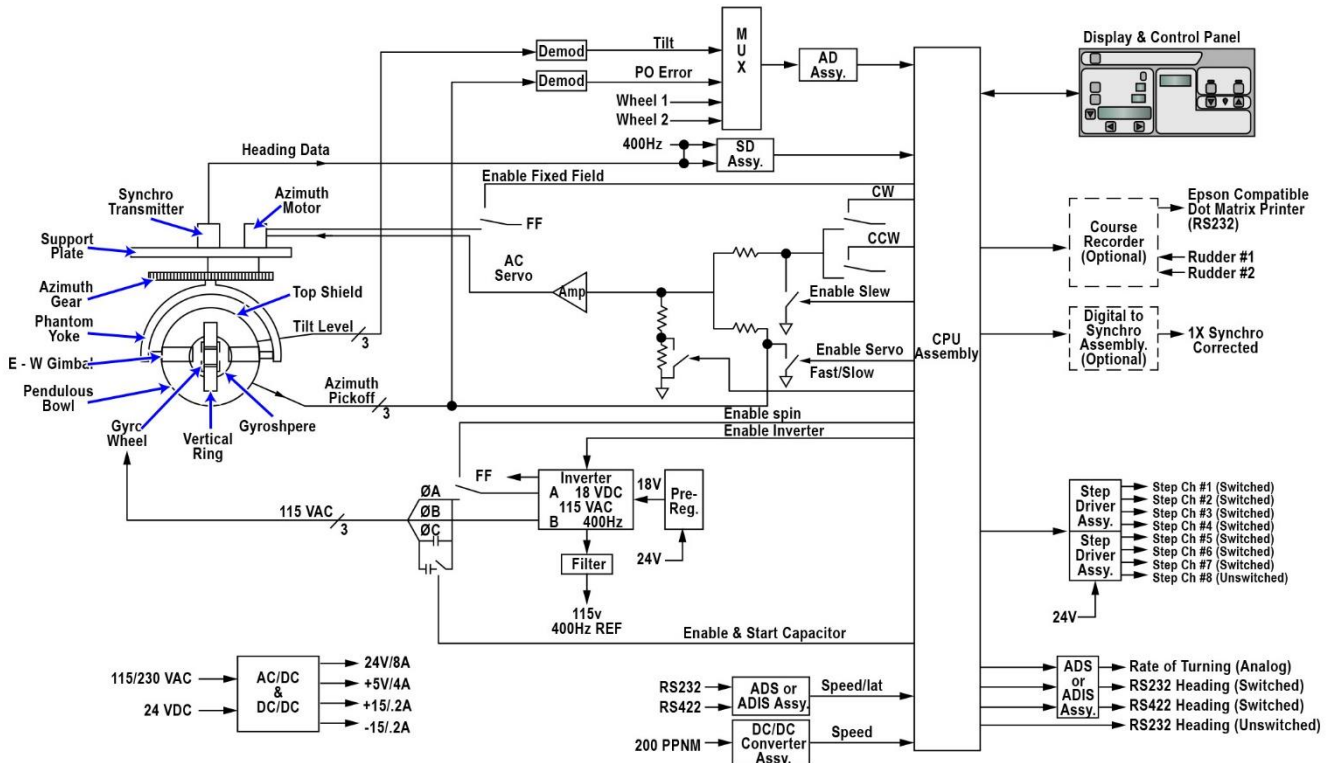 Demod
Tilt
Demod
PO Error
Wheel 1
Wheel 2
M
U
X
AD
Assy.
400Hz
SD
Assy.
Heading Data
Display & Control Panel
Synchro
Transmitter
Azimuth
Motor
Support
Plate
Azimuth
Gear
Phantom
Yoke
E - W Gimbal
Pendulous
Bowl
Gyro
Wheel
Vertical
Ring
Gyroshpere
Top Shield
Tilt Level
3
Azimuth
Pickoff
3
Enable Fixed Field
FF
AC
Servo
Amp
CW
CCW
Enable Slew
Enable Servo
Fast/Slow
CPU
Assembly
Enable spin
Enable Inverter
FF
Inverter
A 18 VDC
115 VAC
B 400Hz
18V
Pre-
Reg.
24V
Filter
115v
400Hz REF
115 VAC
3
ØA
ØB
ØC
Enable & Start Capacitor
Course
Recorder
(Optional)
Epson Compatible
Dot Matrix Printer
(RS232)
Rudder #1
Rudder #2
Digital to
Synchro
Assembly.
(Optional)
1X Synchro
Corrected
Step
Driver
Assy.
Step
Driver
Assy.
24V
Step Ch #1 (Switched)
Step Ch #2 (Switched)
Step Ch #3 (Switched)
Step Ch #4 (Switched)
Step Ch #5 (Switched)
Step Ch #6 (Switched)
Step Ch #7 (Switched)
Step Ch #8 (Unswitched)
115/230 VAC
24 VDC
AC/DC
&
DC/DC
24V/8A
+5V/4A
+15/.2A
-15/.2A
RS232
RS422
ADS or
ADIS Assy.
Speed/lat
200 PPNM
DC/DC
Converter
Assy.
Speed
ADS
or
ADIS
Assy.
Rate of Turning (Analog)
RS232 Heading (Switched)
RS422 Heading (Switched)
RS232 Heading (Unswitched)